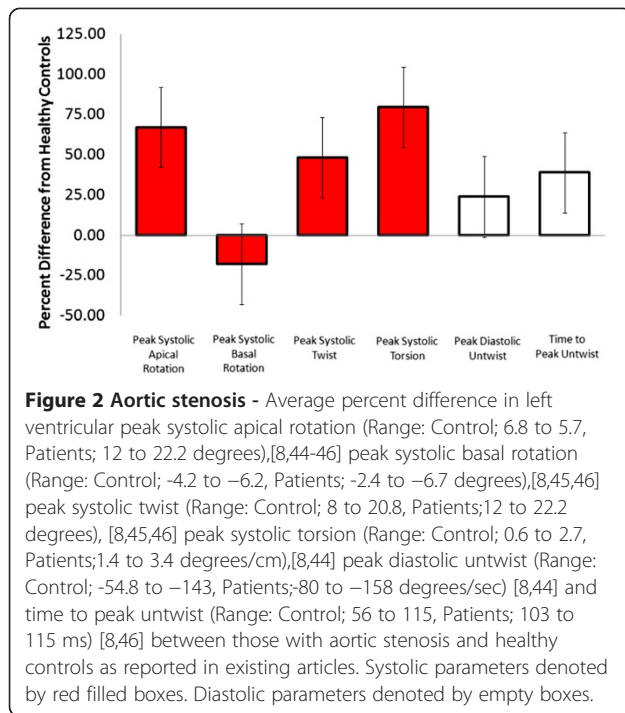 125.00
100.00
75.00
50.00
25.00
0.00
-25.00
-50.00
Percent Difference from Healthy Controls
Peak Systolic
Apical
Rotation
Peak Systolic
Basal
Rotation
Peak Systolic
Twist
Peak Systolic
Torsion
Peak Diastolic
Untwist
Time to
Peak Untwist
Figure 2 Aortic stenosis - Average percent difference in left
ventricular peak systolic apical rotation (Range: Control; 6.8 to 5.7,
Patients; 12 to 22.2 degrees),[8,44-46] peak systolic basal rotation
(Range: Control; -4.2 to −6.2, Patients; -2.4 to −6.7 degrees),[8,45,46]
peak systolic twist (Range: Control; 8 to 20.8, Patients;12 to 22.2
degrees), [8,45,46] peak systolic torsion (Range: Control; 0.6 to 2.7,
Patients;1.4 to 3.4 degrees/cm),[8,44] peak diastolic untwist (Range:
Control; -54.8 to −143, Patients;-80 to −158 degrees/sec) [8,44] and
time to peak untwist (Range: Control; 56 to 115, Patients; 103 to
115 ms) [8,46] between those with aortic stenosis and healthy
controls as reported in existing articles. Systolic parameters denoted
by red filled boxes. Diastolic parameters denoted by empty boxes.